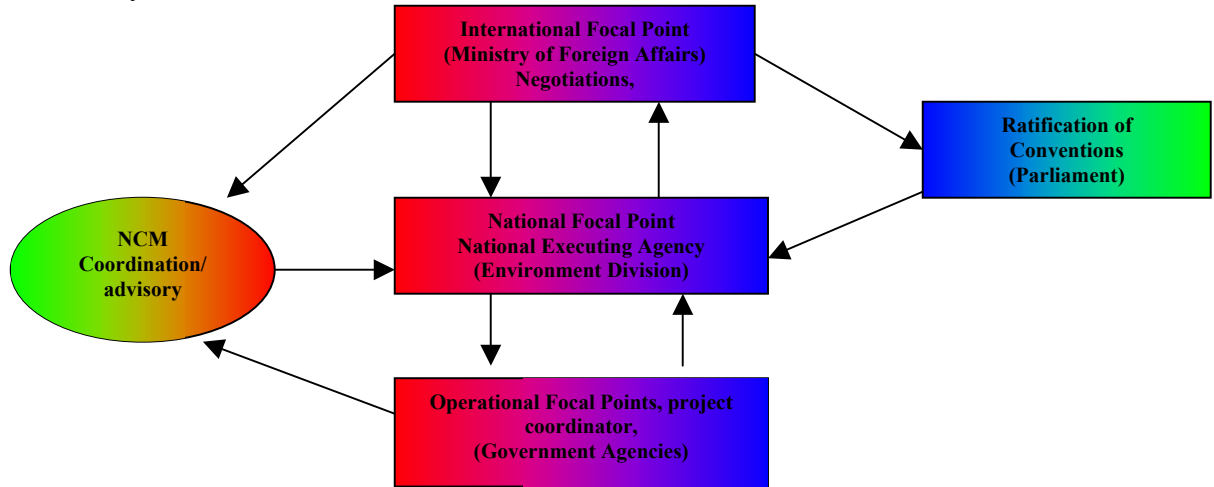 International Focal Point
(Ministry of Foreign Affairs)
Negotiations,
Ratification of
Conventions
(Parliament)
NCM
Coordination/
advisory
National Focal Point
National Executing Agency
(Environment Division)
Operational Focal Points, project
coordinator,
(Government Agencies)